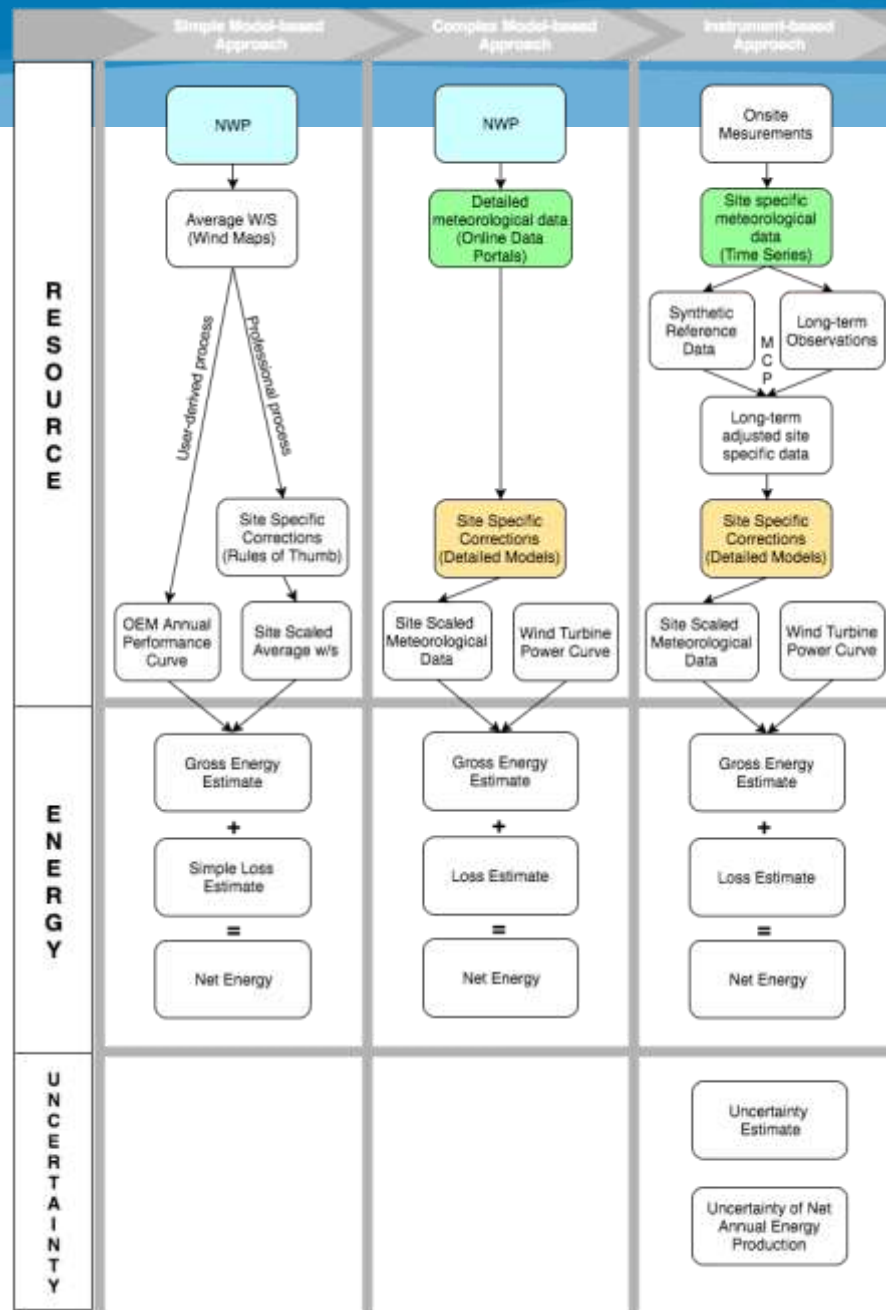 Simple Model-based
Approach
Complex Model-based
Approach
Instrument-based
Approach
RESOURCE
NWP
Average W/S
(Wind Maps)
User-derived process
Professional process
Site Specific
Corrections
(Rules of Thumb)
OEM Annual
Performance
Curve
Site Scaled
Average w/s
NWP
Detailed
meteorological data
(Online Data
Portals)
Site Specific
Corrections
(Detailed Models)
Site Scaled
Meteorological
Data
Wind Turbine
Power Curve
Onsite
Mesurements
Site specific
meteorological
data
(Time Series)
Synthetic
Reference
Data
MCP
Long-term
Observations
Long-term
adjusted site
specific data
Site Specific
Corrections
(Detailed Models)
Site Scaled
Meteorological
Data
Wind Turbine
Power Curve
ENERGY
Gross Energy
Estimate
+
Simple Loss
Estimate
=
Net Energy
Gross Energy
Estimate
+
Loss Estimate
=
Net Energy
Gross Energy
Estimate
+
Loss Estimate
=
Net Energy
UNCERTAINTY
Uncertainty
Estimate
Uncertainty of Net
Annual Energy
Production